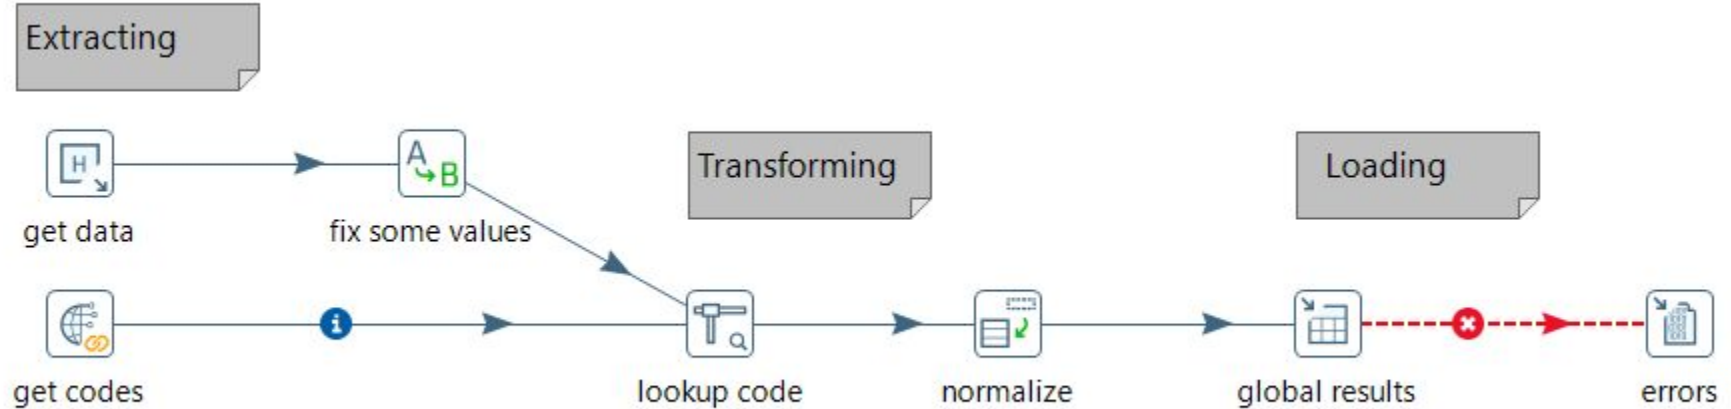 Extracting
get data
H
A
B
fix some values
Transforming
Loading
get codes
i
lookup code
normalize
global results
errors